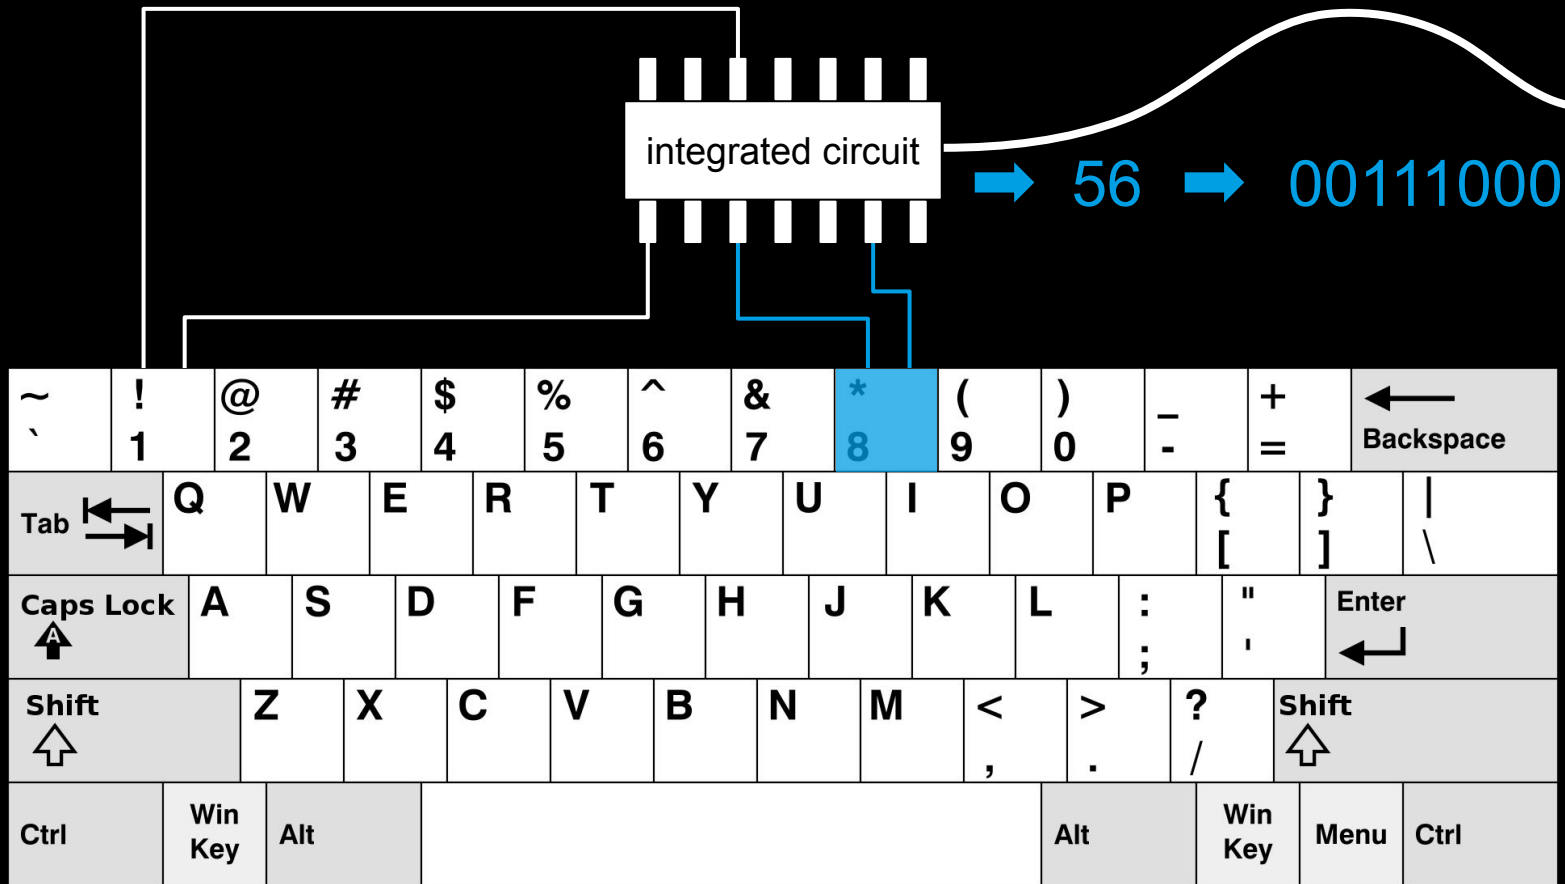 integrated circuit
56 00111000
~ ! @ # $ % ^ & * ( ) _ +
` 1 2 3 4 5 6 7 8 9 0 - = Backspace
Tab Q W E R T Y U I O P { } |
[ ] \
Caps Lock A S D F G H J K L : " Enter
A ; '
Shift Z X C V B N M < > ? Shift
, . /
Ctrl Win Key Alt Alt Win Key Menu Ctrl